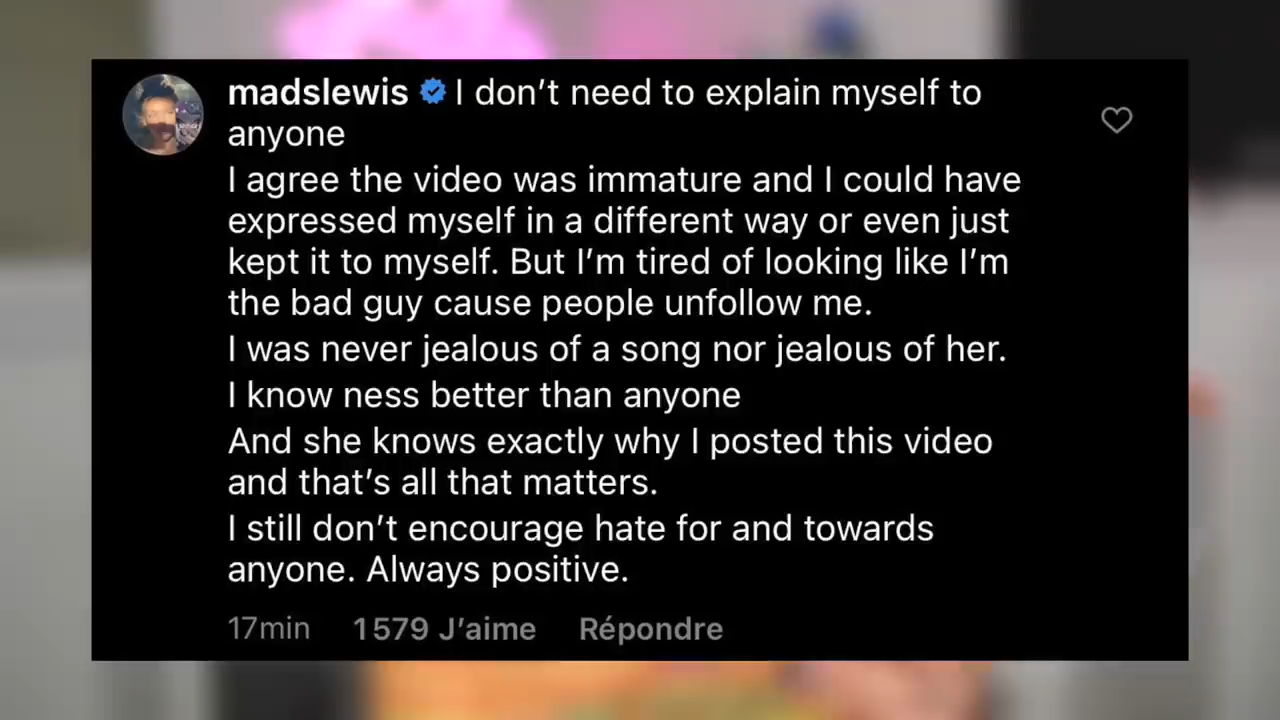 madslewis I don't need to explain myself to
anyone
I agree the video was immature and I could have
expressed myself in a different way or even just
kept it to myself. But I'm tired of looking like I'm
the bad guy cause people unfollow me.
I was never jealous of a song nor jealous of her.
I know ness better than anyone
And she knows exactly why I posted this video
and that's all that matters.
I still don't encourage hate for and towards
anyone. Always positive.
17min 1 579 J'aime Répondre